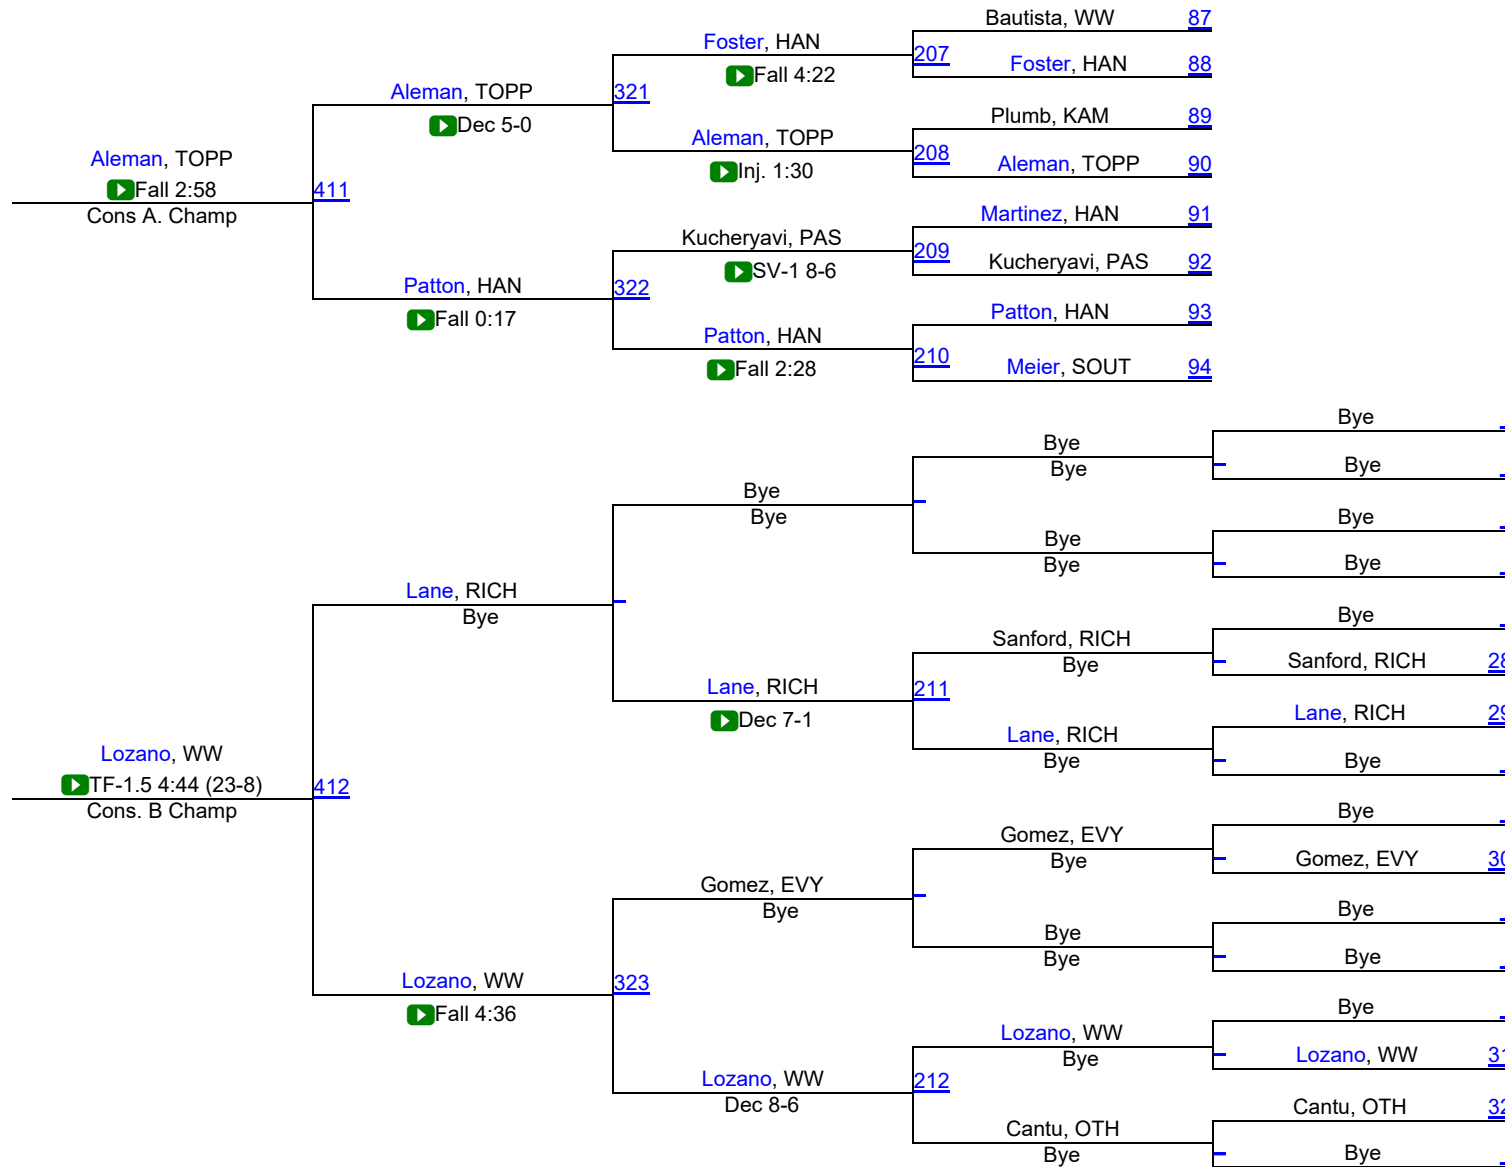 Bautista, WW 87
Foster, HAN
207
Fall 4:22
Foster, HAN 88
Aleman, TOPP
321
Dec 5-0
Plumb, KAM 89
Aleman, TOPP
208
Inj. 1:30
Aleman, TOPP 90
Aleman, TOPP
Fall 2:58
411
Cons A. Champ
Martinez, HAN 91
Kucheryavi, PAS
209
SV-1 8-6
Kucheryavi, PAS 92
Patton, HAN
322
Fall 0:17
Patton, HAN 93
Patton, HAN
210
Fall 2:28
Meier, SOUT 94
Bye
Bye
Bye
Bye
Bye
Bye
Bye
Bye
Bye
Bye
Lane, RICH
Bye
Bye
Sanford, RICH
Bye
Sanford, RICH 28
Lane, RICH
211
Dec 7-1
Lane, RICH 29
Lane, RICH
Bye
Bye
Lozano, WW
TF-1.5 4:44 (23-8)
412
Cons. B Champ
Bye
Gomez, EVY
Bye
Gomez, EVY 30
Gomez, EVY
Bye
Bye
Bye
Bye
Bye
Lozano, WW
323
Fall 4:36
Bye
Lozano, WW
Bye
Lozano, WW 31
Lozano, WW
212
Dec 8-6
Cantu, OTH 32
Cantu, OTH
Bye
Bye